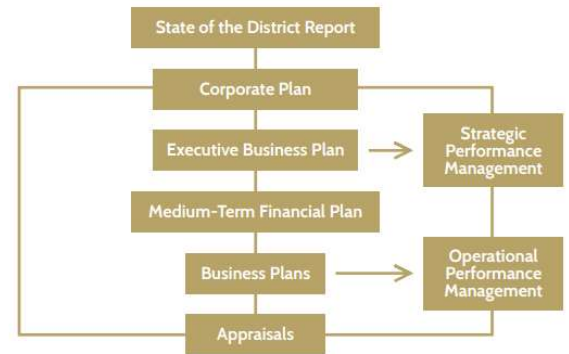 State of the District Report
Corporate Plan
Executive Business Plan
Strategic
Performance
Management
Medium-Term Financial Plan
Business Plans
Operational
Performance
Management
Appraisals